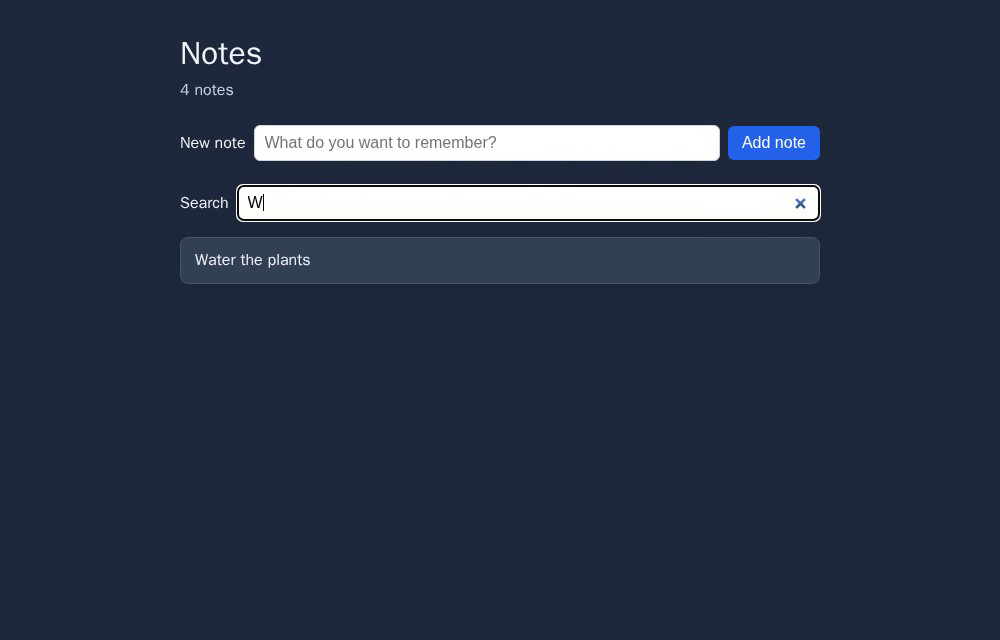 Notes
4 notes
New note What do you want to remember? Add note
Search W
Water the plants